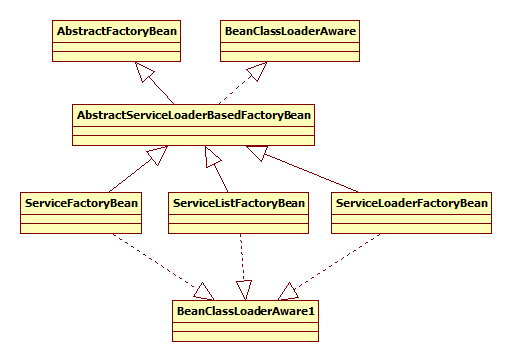 AbstractFactoryBean
BeanClassLoaderAware
AbstractServiceLoaderBasedFactoryBean
ServiceFactoryBean
ServiceListFactoryBean
ServiceLoaderFactoryBean
BeanClassLoaderAware1